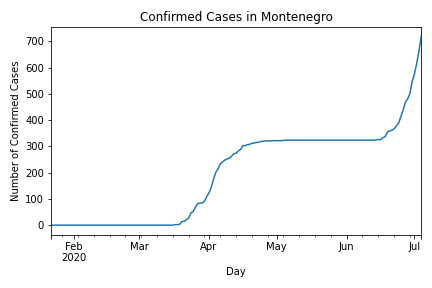 Confirmed Cases in Montenegro
700
600
500
400
300
200
100
0
Number of Confirmed Cases
Feb
2020
Mar
Apr
May
Jun
Jul
Day